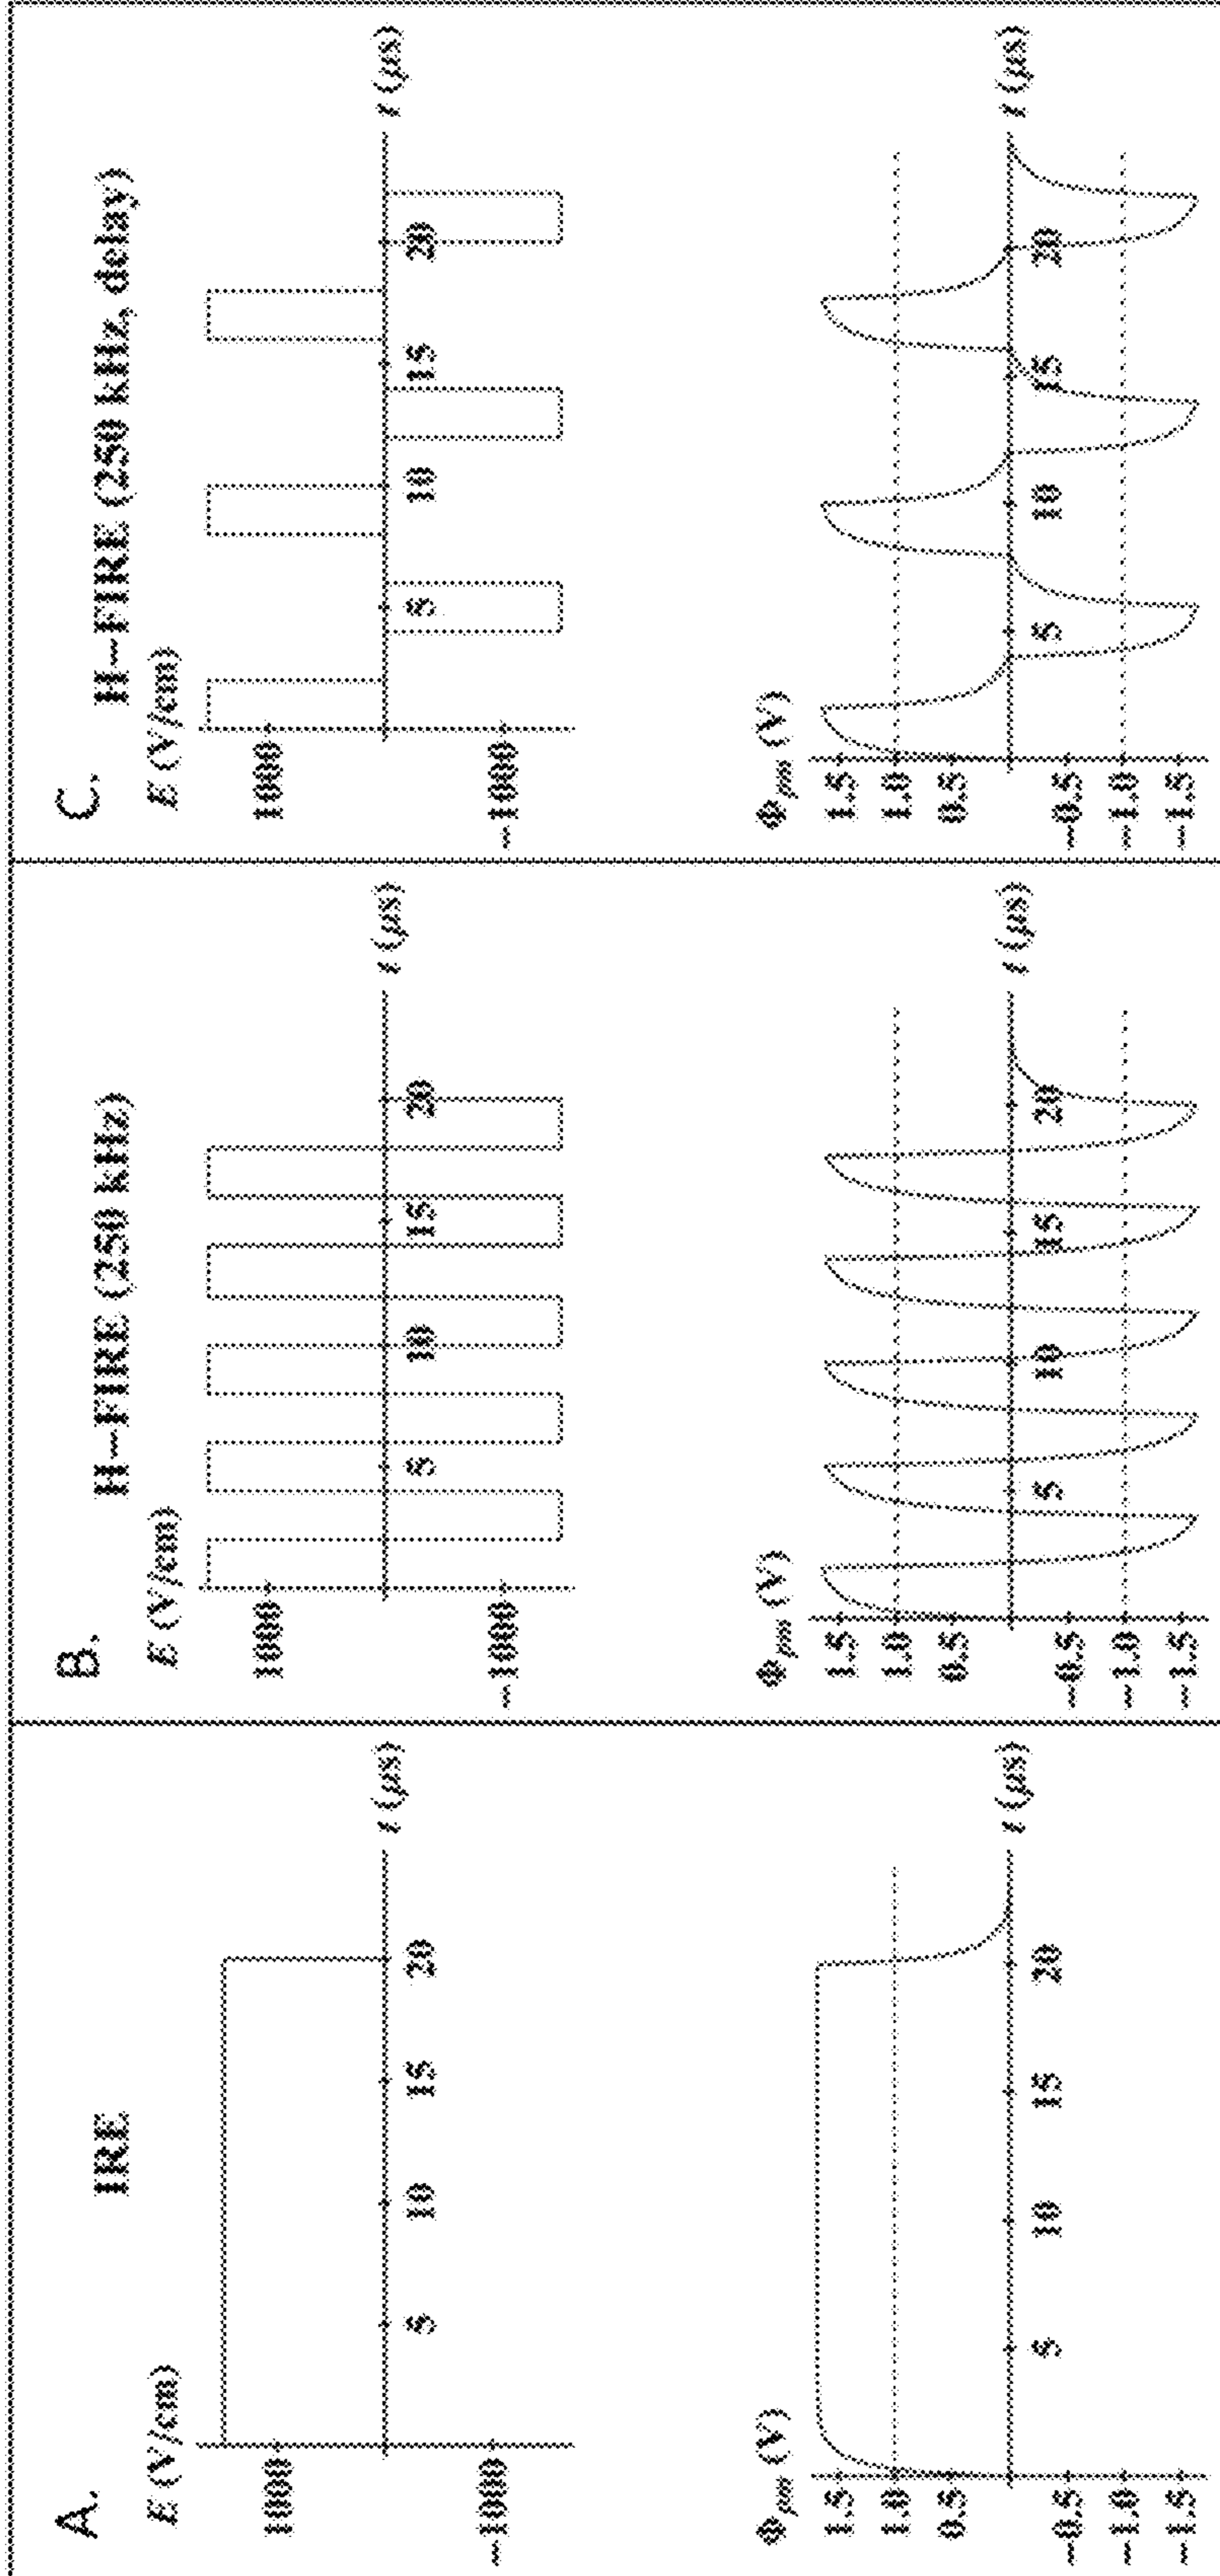 A.
IRE
E (V/cm)
1000
−1000
5
10
15
20
t (μs)
Φpm (V)
1.5
1.0
0.5
−0.5
−1.0
−1.5
5
10
15
20
t (μs)
B.
H−FIRE (250 kHz)
E (V/cm)
1000
−1000
5
10
15
20
t (μs)
Φpm (V)
1.5
1.0
0.5
−0.5
−1.0
−1.5
5
10
15
20
t (μs)
C.
H−FIRE (250 kHz, delay)
E (V/cm)
1000
−1000
5
10
15
20
t (μs)
Φpm (V)
1.5
1.0
0.5
−0.5
−1.0
−1.5
5
10
15
20
t (μs)